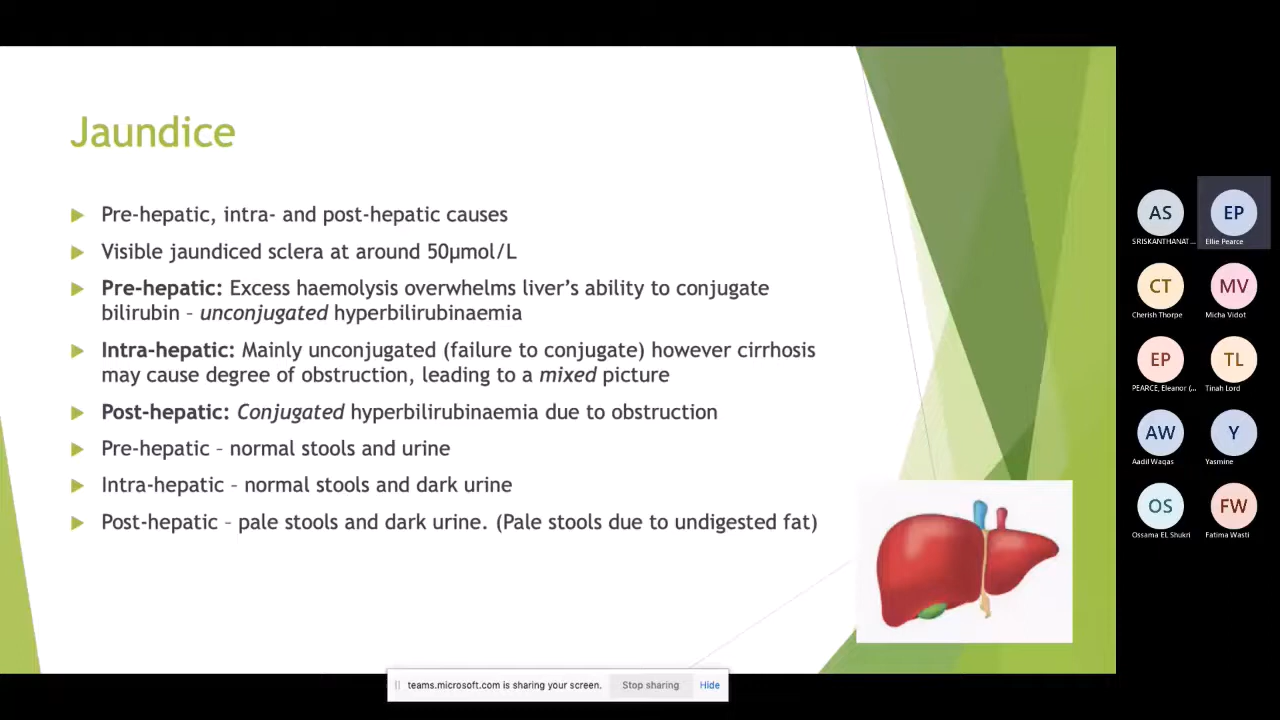 Jaundice
Pre-hepatic, intra- and post-hepatic causes
Visible jaundiced sclera at around 50µmol/L
Pre-hepatic: Excess haemolysis overwhelms liver's ability to conjugate
bilirubin – unconjugated hyperbilirubinaemia
Intra-hepatic: Mainly unconjugated (failure to conjugate) however cirrhosis
may cause degree of obstruction, leading to a mixed picture
Post-hepatic: Conjugated hyperbilirubinaemia due to obstruction
Pre-hepatic – normal stools and urine
Intra-hepatic – normal stools and dark urine
Post-hepatic – pale stools and dark urine. (Pale stools due to undigested fat)
AS EP
SRISKANTHANAT... Ellie Pearce
CT MV
Cherish Thorpe Micha Vidot
EP TL
PEARCE, Eleanor (... Tinah Lord
AW Y
Aadil Waqas Yasmine
OS FW
Ossama EL Shukri Fatima Wasti
teams.microsoft.com is sharing your screen. Stop sharing Hide